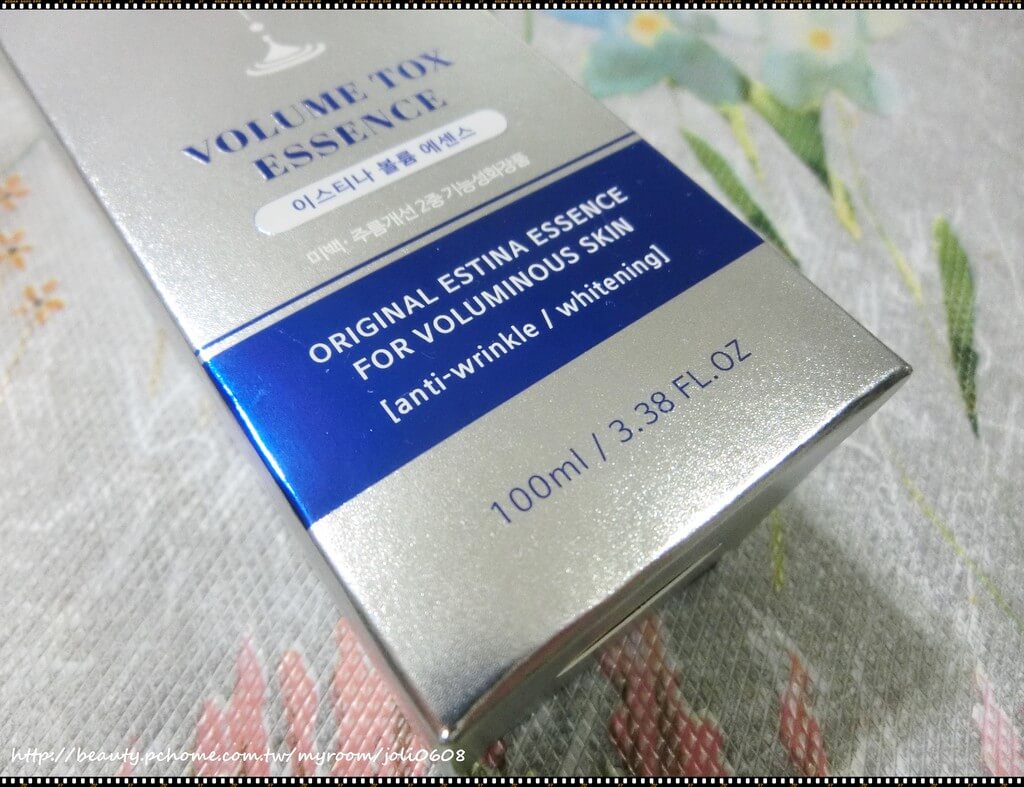 VOLUME TOX
ESSENCE
이스티나 볼륨 에센스
미백·주름개선 2종 기능성화장품
ORIGINAL ESTINA ESSENCE
FOR VOLUMINOUS SKIN
[anti-wrinkle / whitening]
100ml / 3.38 FL.OZ
http://beauty.pchome.com.tw/myroom/joli0608